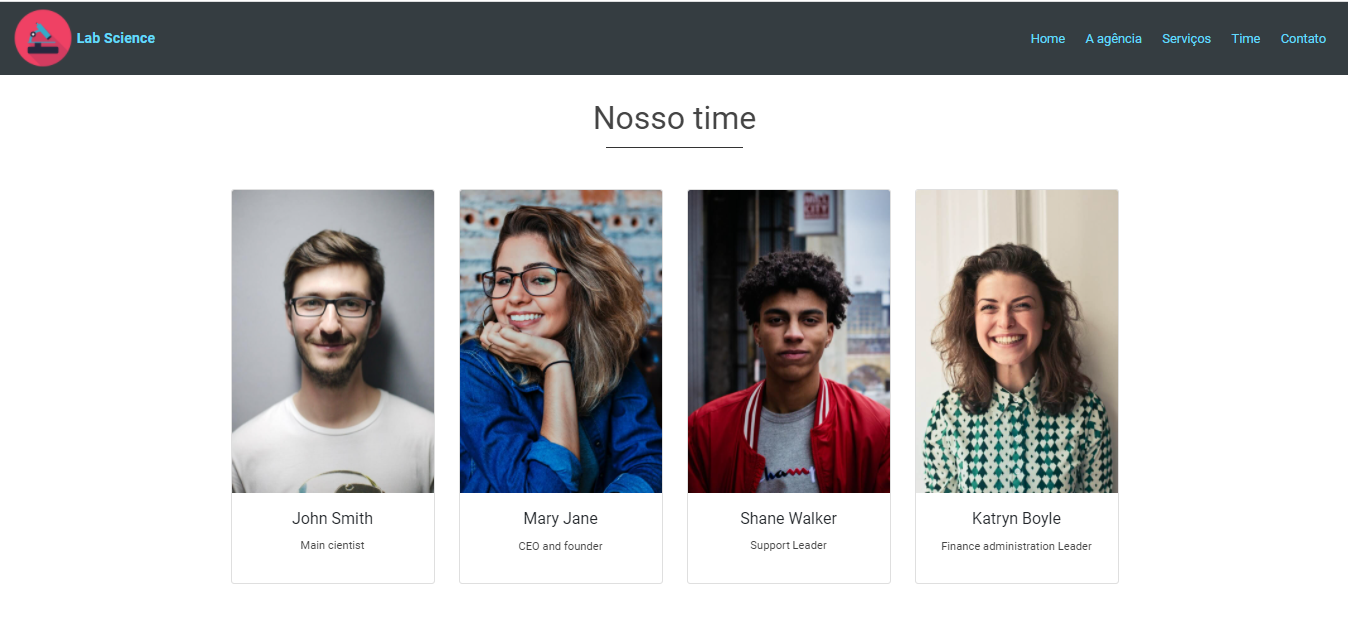 Lab Science
Home A agência Serviços Time Contato
Nosso time
John Smith
Main cientist
Mary Jane
CEO and founder
Shane Walker
Support Leader
Katryn Boyle
Finance administration Leader